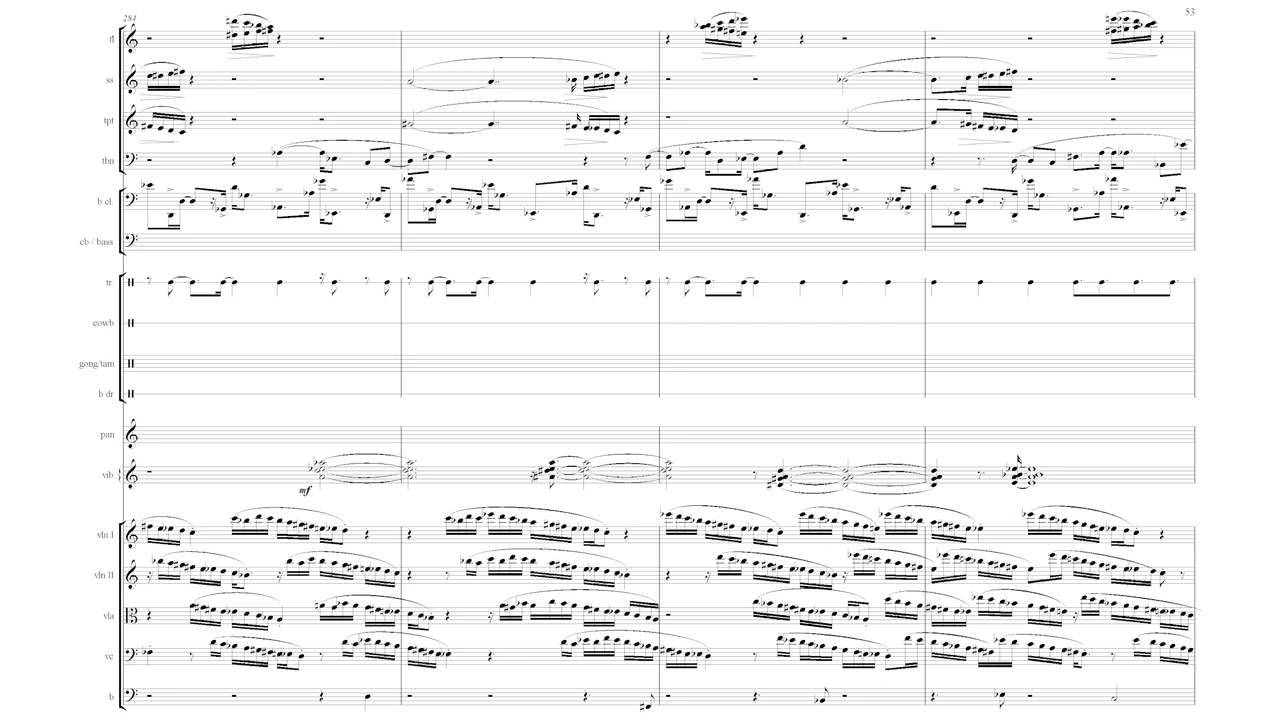 284
53
fl
ss
tpt
tbn
b cl.
cb / bass
tr.
cowb
gong/tam
b dr
pan
vib
mf
vln I
vln II
vla
vc
b